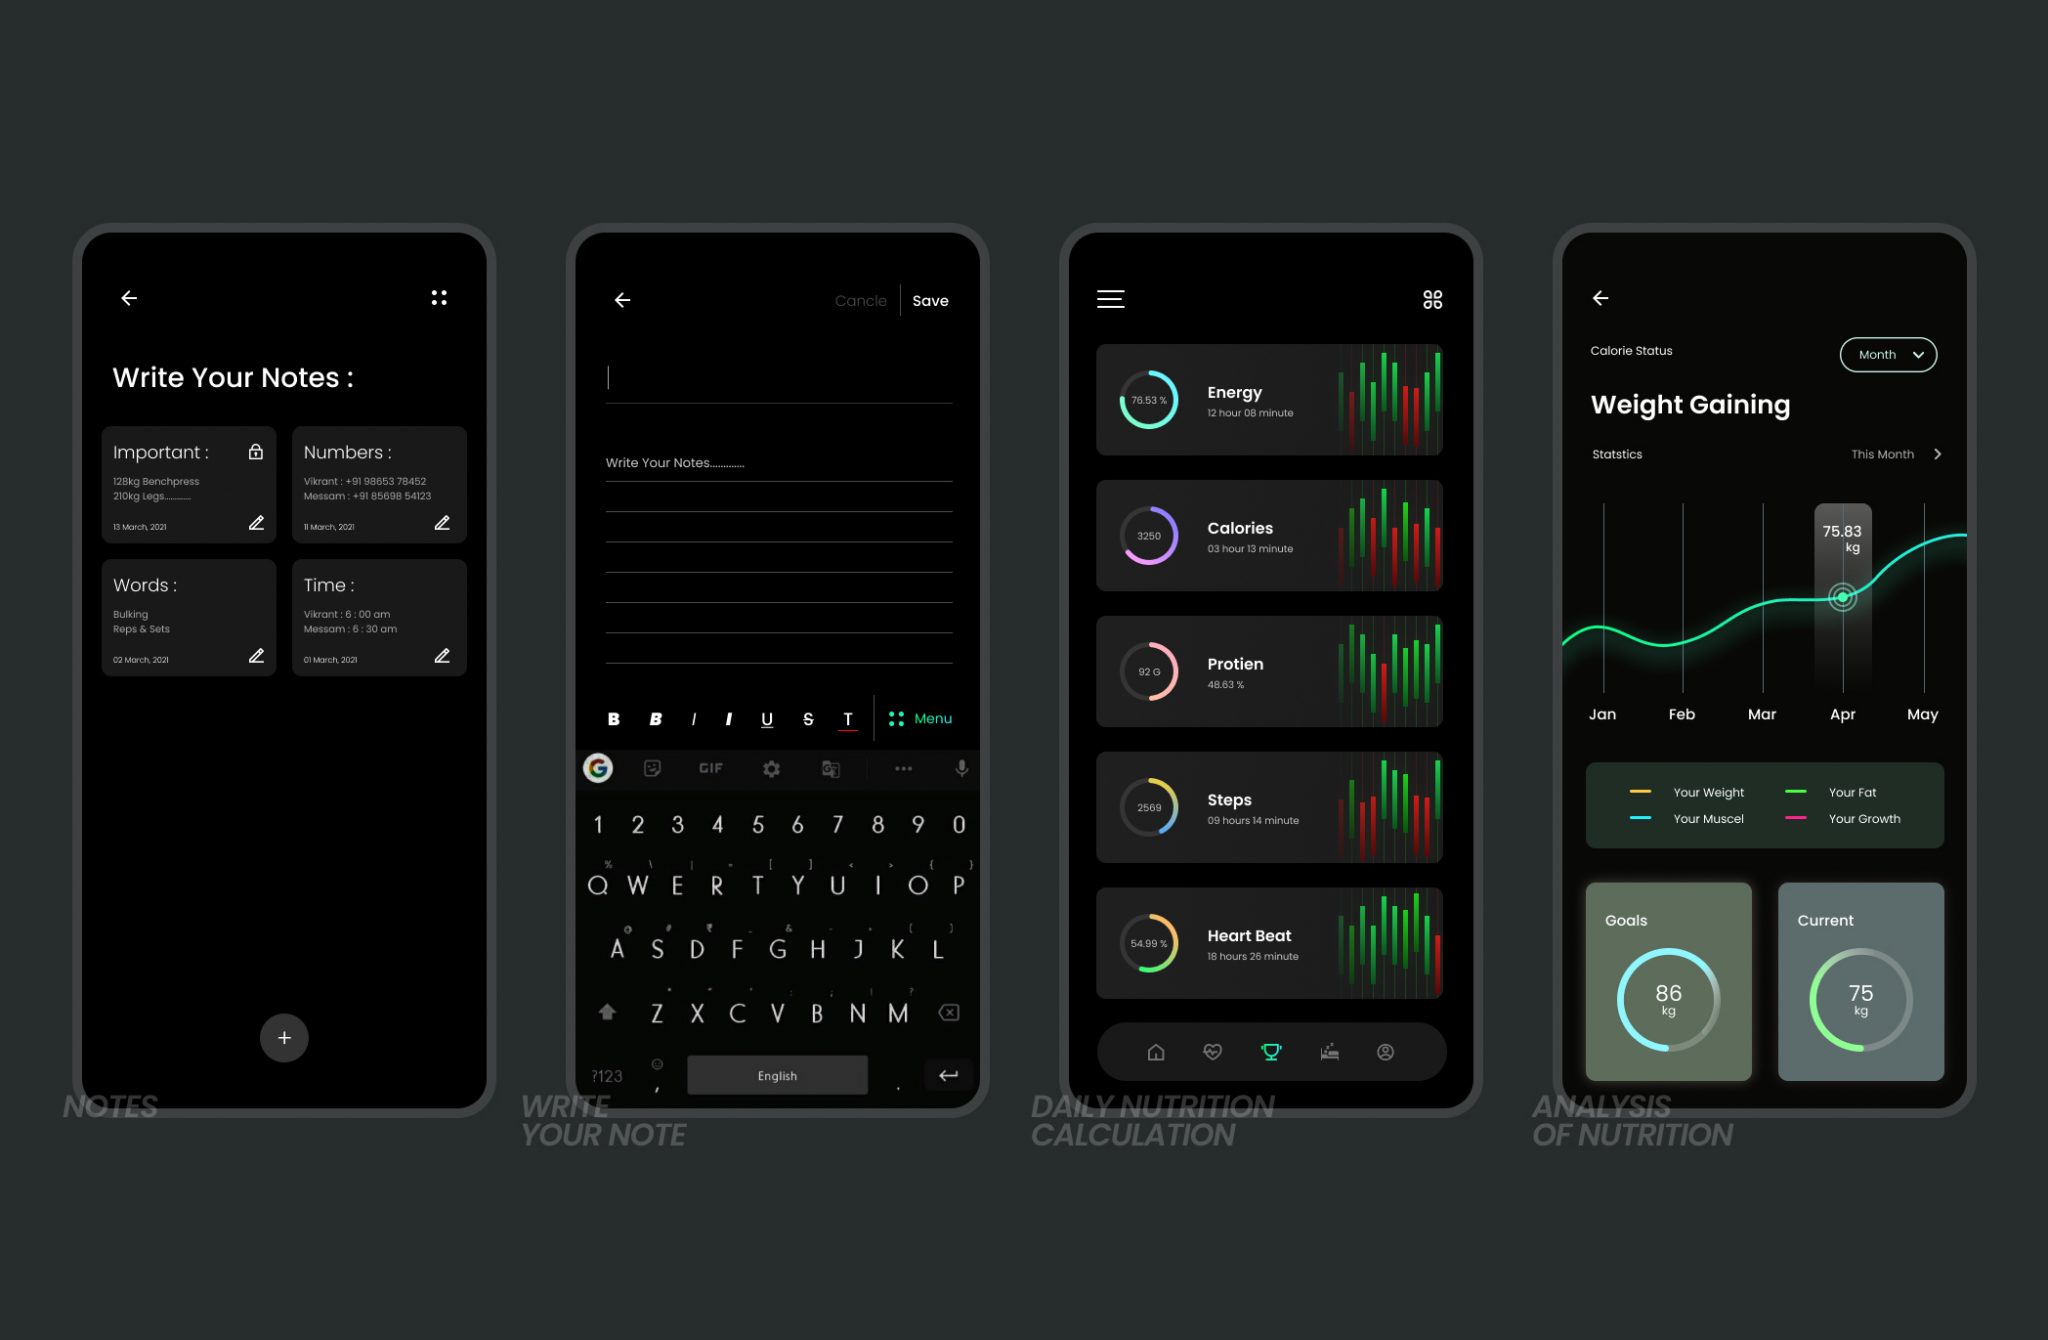 Write Your Notes :
Important :
128kg Benchpress
210kg Legs............
13 March, 2021
Numbers :
Vikrant : +91 98653 78452
Messam : +91 85698 54123
11 March, 2021
Words :
Bulking
Reps & Sets
02 March, 2021
Time :
Vikrant : 6 : 00 am
Messam : 6 : 30 am
01 March, 2021
+
NOTES
Cancle
Save
Write Your Notes.............
B B I I U S T
Menu
G GIF
1 2 3 4 5 6 7 8 9 0
Q W E R T Y U I O P
A S D F G H J K L
Z X C V B N M
?123 , English .
WRITE
YOUR NOTE
76.53 %
Energy
12 hour 08 minute
3250
Calories
03 hour 13 minute
92 G
Protien
48.63 %
2569
Steps
09 hours 14 minute
54.99 %
Heart Beat
18 hours 26 minute
DAILY NUTRITION
CALCULATION
Calorie Status
Month
Weight Gaining
Statstics
This Month
75.83
kg
Jan Feb Mar Apr May
Your Weight
Your Fat
Your Muscel
Your Growth
Goals
86
kg
Current
75
kg
ANALYSIS
OF NUTRITION